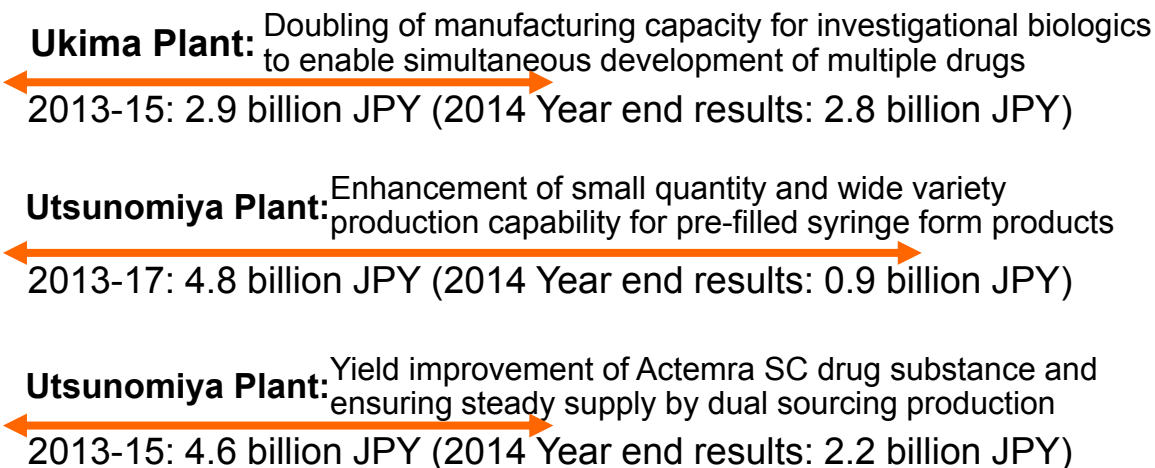 Ukima Plant: Doubling of manufacturing capacity for investigational biologics
to enable simultaneous development of multiple drugs
2013-15: 2.9 billion JPY (2014 Year end results: 2.8 billion JPY)
Utsunomiya Plant: Enhancement of small quantity and wide variety
production capability for pre-filled syringe form products
2013-17: 4.8 billion JPY (2014 Year end results: 0.9 billion JPY)
Utsunomiya Plant: Yield improvement of Actemra SC drug substance and
ensuring steady supply by dual sourcing production
2013-15: 4.6 billion JPY (2014 Year end results: 2.2 billion JPY)